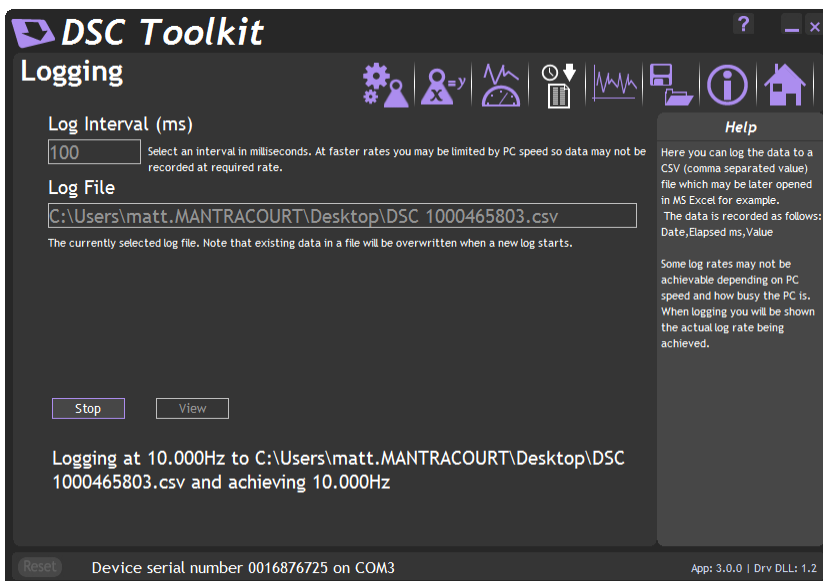 DSC Toolkit
?
Logging
X=y
Log Interval (ms)
100
Select an interval in milliseconds. At faster rates you may be limited by PC speed so data may not be
recorded at required rate.
Log File
C:\Users\matt.MANTRACOURT\Desktop\DSC 1000465803.csv
The currently selected log file. Note that existing data in a file will be overwritten when a new log starts.
Stop
View
Logging at 10.000Hz to C:\Users\matt.MANTRACOURT\Desktop\DSC
1000465803.csv and achieving 10.000Hz
Help
Here you can log the data to a
CSV (comma separated value)
file which may be later opened
in MS Excel for example.
The data is recorded as follows:
Date,Elapsed ms,Value
Some log rates may not be
achievable depending on PC
speed and how busy the PC is.
When logging you will be shown
the actual log rate being
achieved.
Reset
Device serial number 0016876725 on COM3
App: 3.0.0 | Drv DLL: 1.2